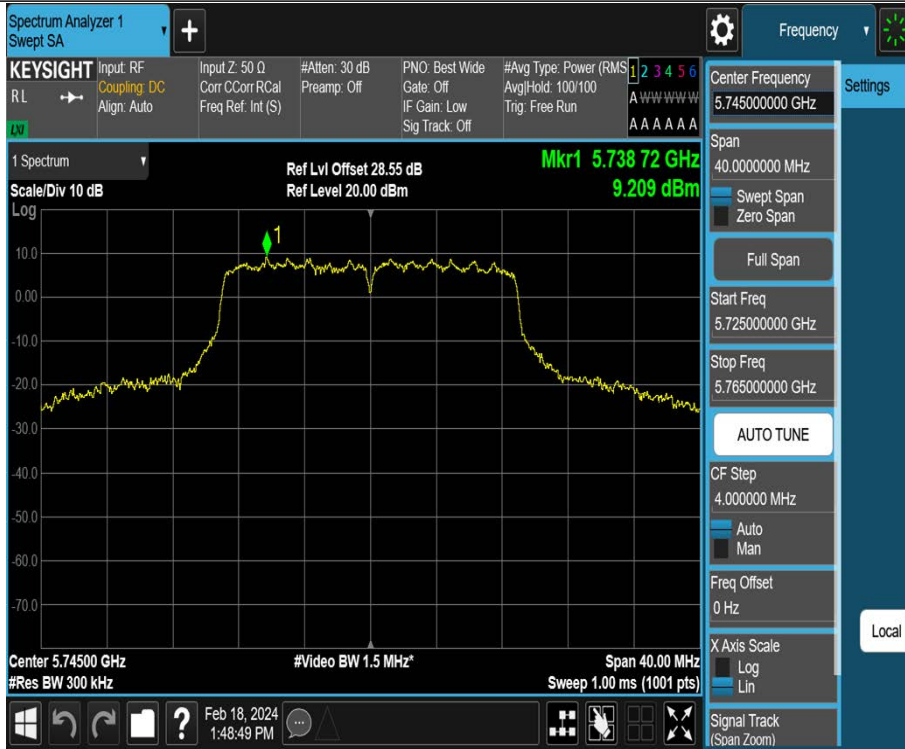 Spectrum Analyzer 1
Swept SA
+
Frequency
KEYSIGHT
R L
LXI
Input: RF
Coupling: DC
Align: Auto
Input Z: 50 Ω
Corr CCorr RCal
Freq Ref: Int (S)
#Atten: 30 dB
Preamp: Off
PNO: Best Wide
Gate: Off
IF Gain: Low
Sig Track: Off
#Avg Type: Power (RMS
Avg|Hold: 100/100
Trig: Free Run
1 2 3 4 5 6
A W W W W W
A A A A A A
1 Spectrum
Scale/Div 10 dB
Log
Ref Lvl Offset 28.55 dB
Ref Level 20.00 dBm
Mkr1 5.738 72 GHz
9.209 dBm
1
10.0
0.00
-10.0
-20.0
-30.0
-40.0
-50.0
-60.0
-70.0
Center 5.74500 GHz
#Res BW 300 kHz
#Video BW 1.5 MHz*
Span 40.00 MHz
Sweep 1.00 ms (1001 pts)
?
Feb 18, 2024
1:48:49 PM
Center Frequency
5.745000000 GHz
Span
40.0000000 MHz
Swept Span
Zero Span
Full Span
Start Freq
5.725000000 GHz
Stop Freq
5.765000000 GHz
AUTO TUNE
CF Step
4.000000 MHz
Auto
Man
Freq Offset
0 Hz
X Axis Scale
Log
Lin
Signal Track
(Span Zoom)
Settings
Local